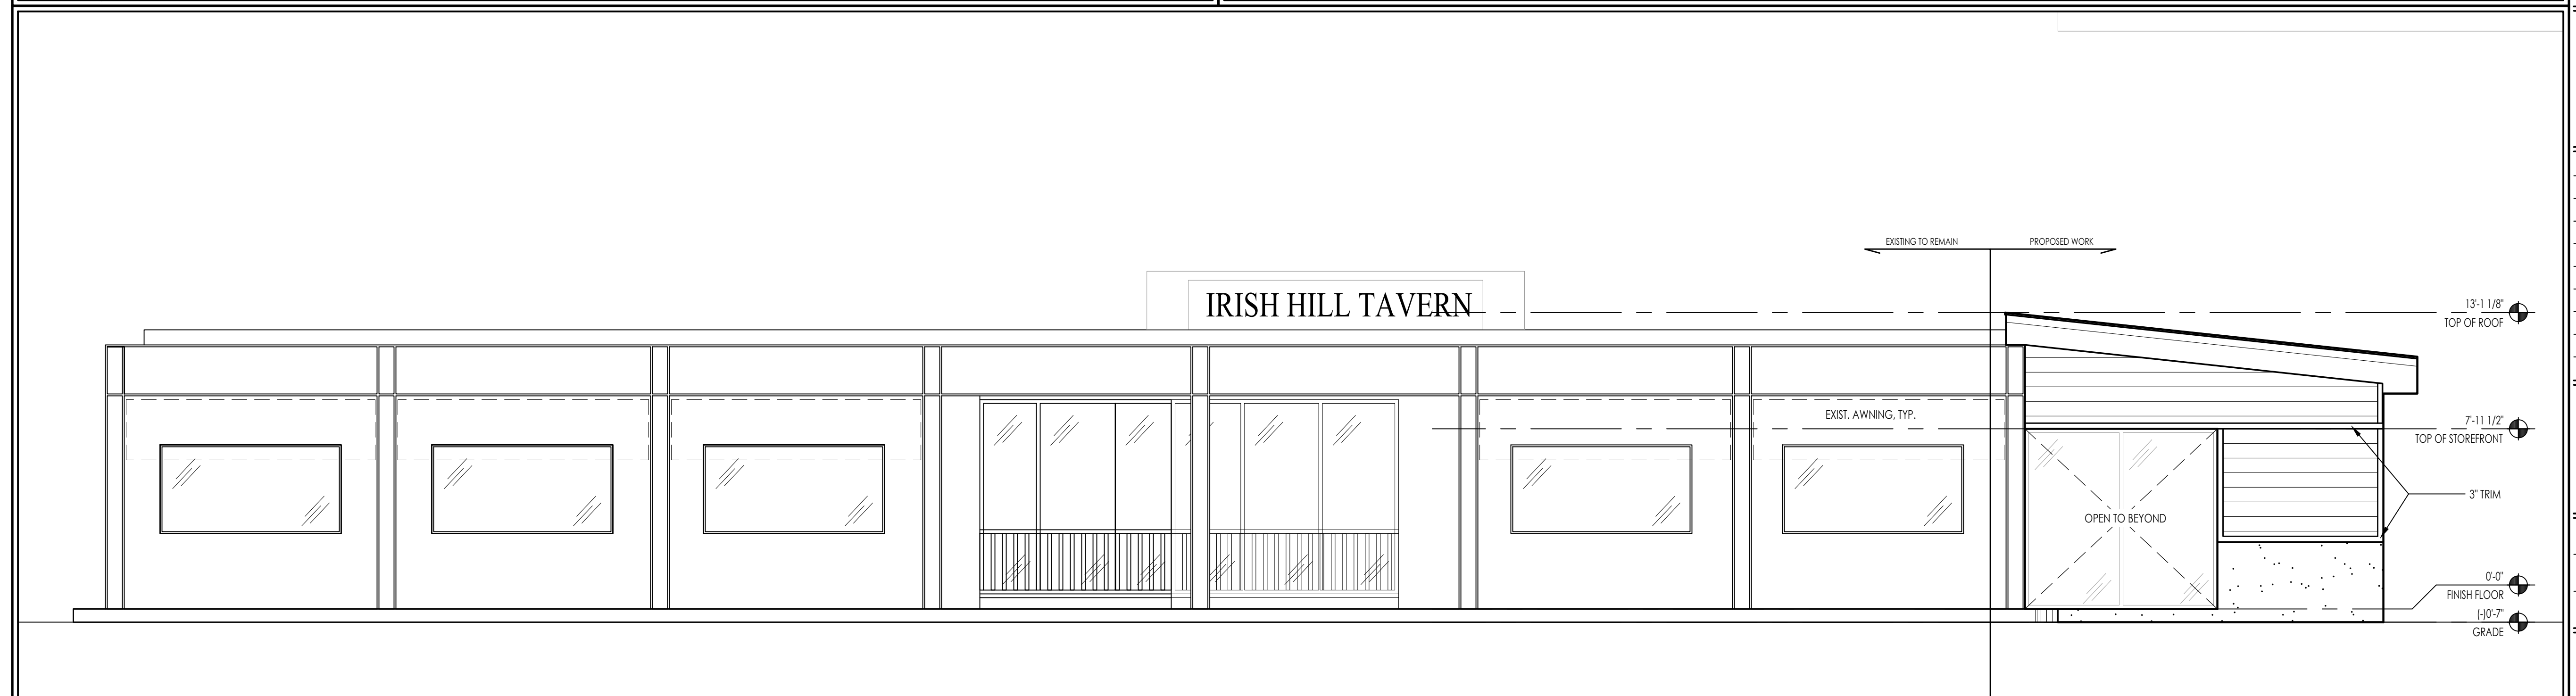 EXISTING TO REMAIN
PROPOSED WORK
IRISH HILL TAVERN
13'-1 1/8"
TOP OF ROOF
EXIST. AWNING, TYP.
7'-11 1/2"
TOP OF STOREFRONT
3" TRIM
OPEN TO BEYOND
0'-0"
FINISH FLOOR
(-)0'-7"
GRADE